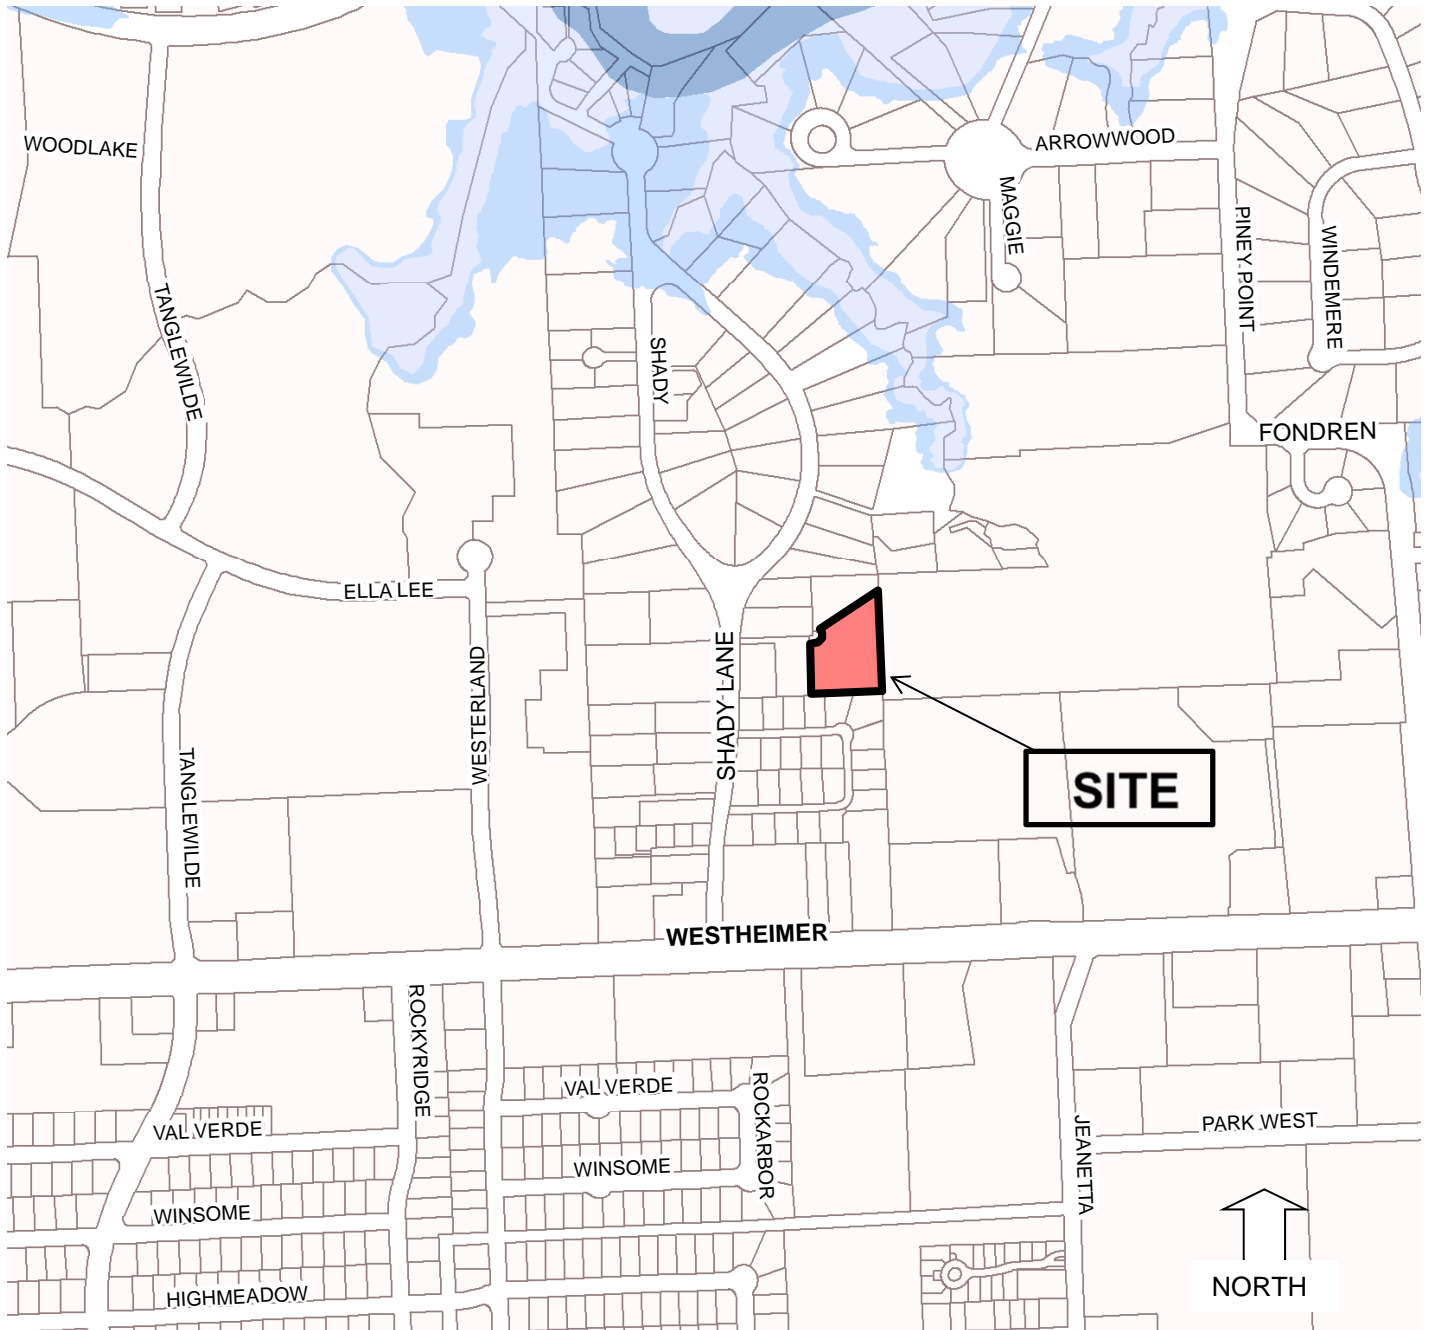 WOODLAKE
ARROWWOOD
MAGGIE
PINEY POINT
WINDEMERE
TANGLEWILDE
SHADY
FONDREN
ELLA LEE
WESTERLAND
SHADY LANE
TANGLEWILDE
SITE
WESTHEIMER
ROCKYRIDGE
VAL VERDE
ROCKARBOR
JEANETTA
PARK WEST
VAL VERDE
WINSOME
WINSOME
HIGHMEADOW
NORTH